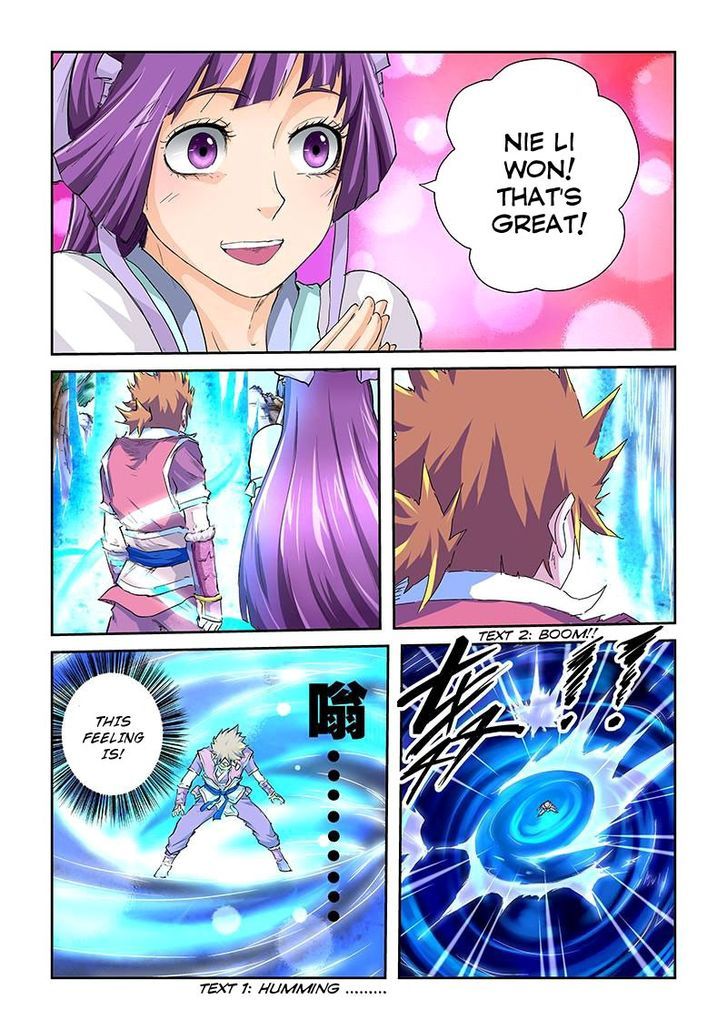 NIE LI
WON!
THAT'S
GREAT!
TEXT 2: BOOM!!
THIS
FEELING
IS!
嗡
.........
!!
TEXT 1: HUMMING .........